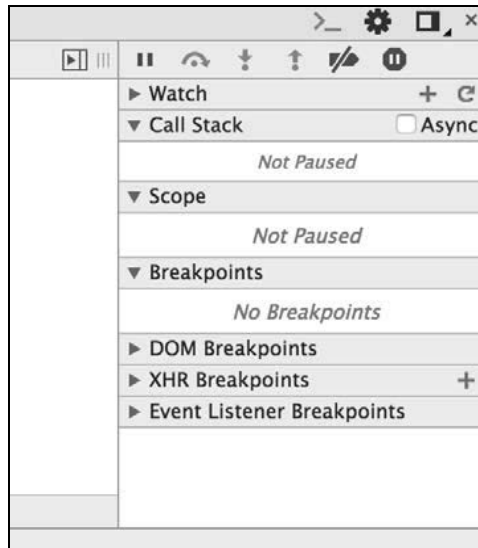 Watch
Call Stack Async
Not Paused
Scope
Not Paused
Breakpoints
No Breakpoints
DOM Breakpoints
XHR Breakpoints
Event Listener Breakpoints